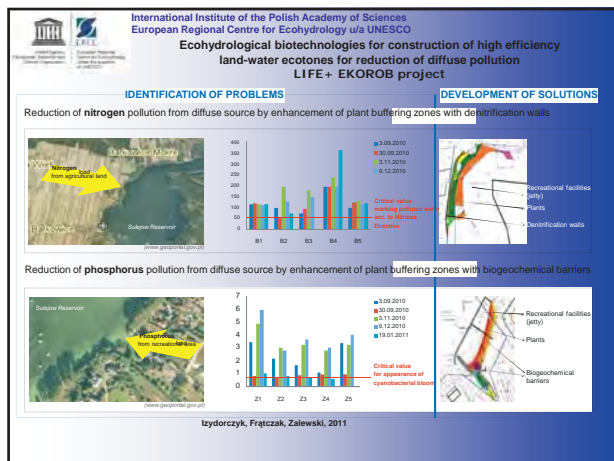 International Institute of the Polish Academy of Sciences
European Regional Centre for Ecohydrology u/a UNESCO
Ecohydrological biotechnologies for construction of high efficiency
land-water ecotones for reduction of diffuse pollution
LIFE+ EKOROB project
IDENTIFICATION OF PROBLEMS
DEVELOPMENT OF SOLUTIONS
Reduction of nitrogen pollution from diffuse source by enhancement of plant buffering zones with denitrification walls
Nitrogen
load
from agricultural land
Sulejow Reservoir
(www.geoportal.gov.pl)
400
350
300
250
200
150
100
50
0
B1 B2 B3 B4 B5
3.09.2010
30.09.2010
3.11.2010
9.12.2010
Critical value
marking polluted
acc. to Nitrates
Directive
Recreational facilities
(jetty)
Plants
Denitrification walls
Reduction of phosphorus pollution from diffuse source by enhancement of plant buffering zones with biogeochemical barriers
Sulejow Reservoir
Phosphorus
load
from recreational area
(www.geoportal.gov.pl)
7
6
5
4
3
2
1
0
Z1 Z2 Z3 Z4 Z5
3.09.2010
30.09.2010
3.11.2010
9.12.2010
19.01.2011
Critical value
for appearance of
cyanobacterial bloom
Recreational facilities
(jetty)
Plants
Biogeochemical
barriers
Izydorczyk, Frątczak, Zalewski, 2011